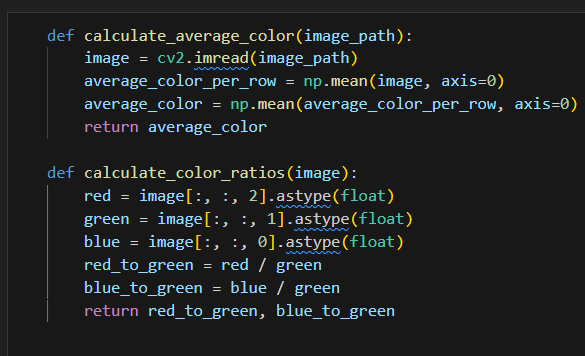 def calculate_average_color(image_path):
    image = cv2.imread(image_path)
    average_color_per_row = np.mean(image, axis=0)
    average_color = np.mean(average_color_per_row, axis=0)
    return average_color

def calculate_color_ratios(image):
    red = image[:, :, 2].astype(float)
    green = image[:, :, 1].astype(float)
    blue = image[:, :, 0].astype(float)
    red_to_green = red / green
    blue_to_green = blue / green
    return red_to_green, blue_to_green